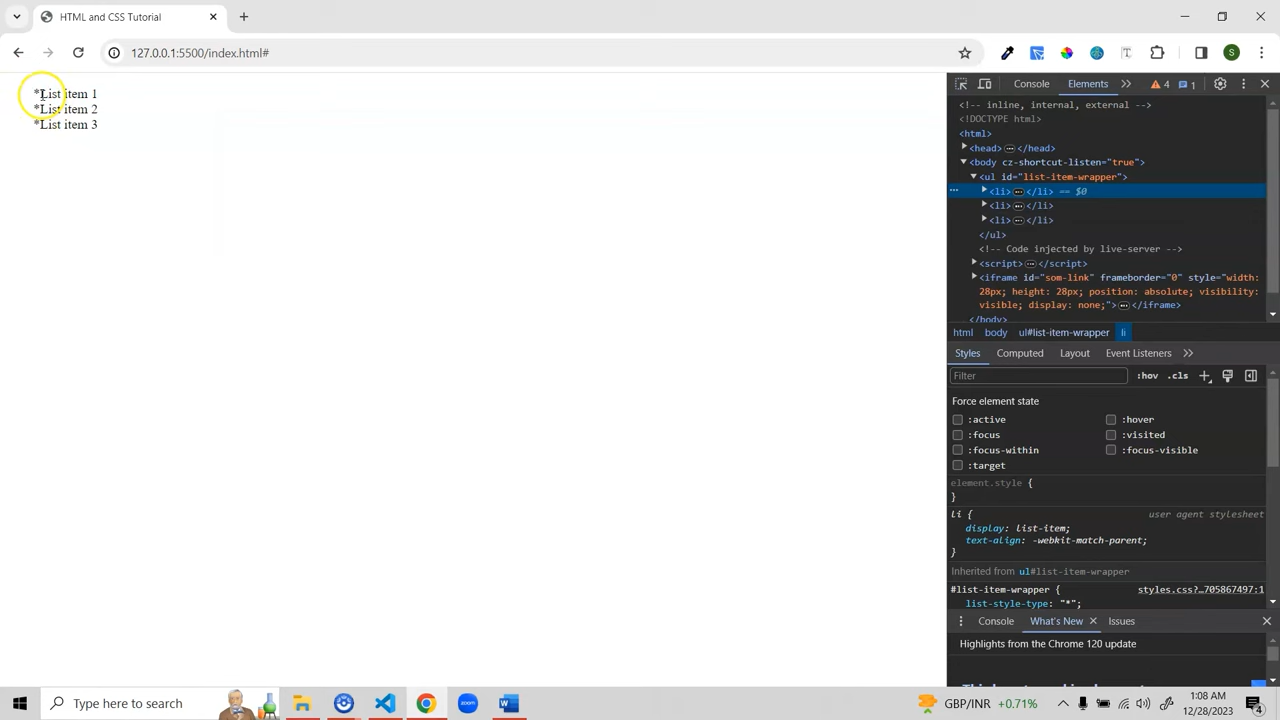 HTML and CSS Tutorial
127.0.0.1:5500/index.html#
S
*List item 1
*List item 2
*List item 3
Console
Elements
4
1
<!-- inline, internal, external -->
<!DOCTYPE html>
<html>
<head> </head>
<body cz-shortcut-listen="true">
<ul id="list-item-wrapper">
<li> </li> == $0
<li> </li>
<li> </li>
</ul>
<!-- Code injected by live-server -->
<script> </script>
<iframe id="som-link" frameborder="0" style="width:
28px; height: 28px; position: absolute; visibility:
visible; display: none;"> </iframe>
</body>
html body ul#list-item-wrapper li
Styles Computed Layout Event Listeners
Filter
:hov .cls
Force element state
:active :hover
:focus :visited
:focus-within :focus-visible
:target
element.style {
}
li { user agent stylesheet
display: list-item;
text-align: -webkit-match-parent;
}
Inherited from ul#list-item-wrapper
#list-item-wrapper { styles.css?…705867497:1
list-style-type: "*";
Console What's New Issues
Highlights from the Chrome 120 update
Type here to search
zoom
GBP/INR +0.71%
1:08 AM
12/28/2023
4